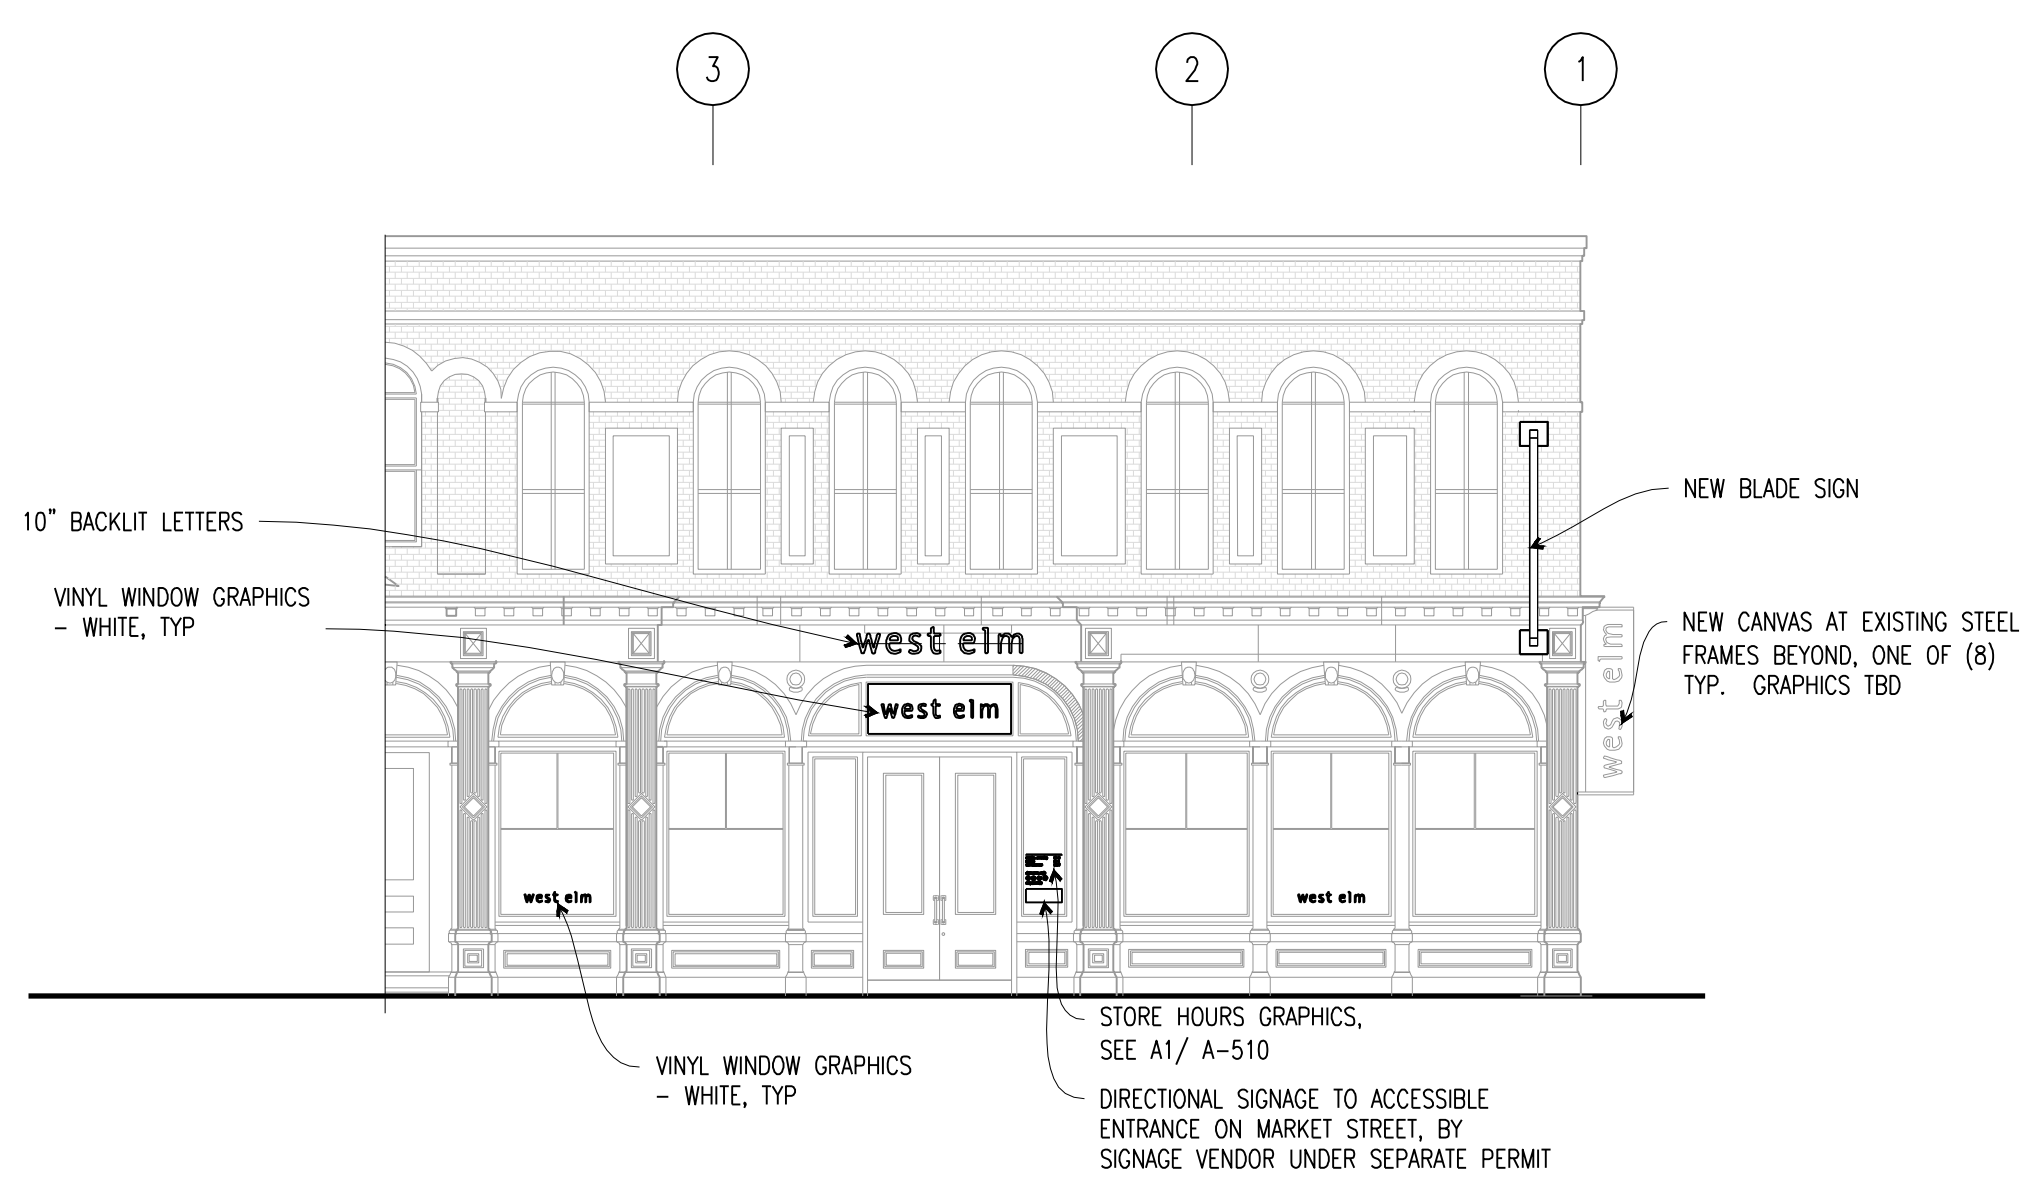 3
2
1
NEW BLADE SIGN
10" BACKLIT LETTERS
VINYL WINDOW GRAPHICS
– WHITE, TYP
NEW CANVAS AT EXISTING STEEL
FRAMES BEYOND, ONE OF (8)
TYP. GRAPHICS TBD
west elm
west elm
west elm
west elm
west elm
STORE HOURS GRAPHICS,
SEE A1/ A-510
VINYL WINDOW GRAPHICS
– WHITE, TYP
DIRECTIONAL SIGNAGE TO ACCESSIBLE
ENTRANCE ON MARKET STREET, BY
SIGNAGE VENDOR UNDER SEPARATE PERMIT